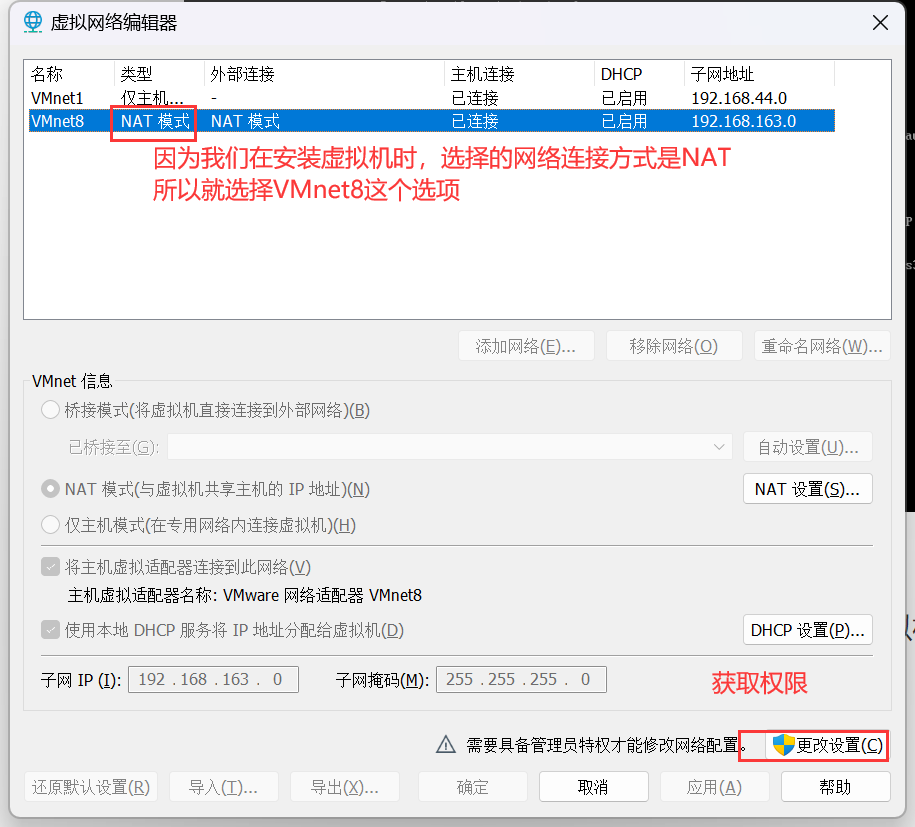 虚拟网络编辑器
名称 类型 外部连接 主机连接 DHCP 子网地址
VMnet1 仅主机... - 已连接 已启用 192.168.44.0
VMnet8 NAT 模式 NAT 模式 已连接 已启用 192.168.163.0
因为我们在安装虚拟机时，选择的网络连接方式是NAT
所以就选择VMnet8这个选项
添加网络(E)... 移除网络(O) 重命名网络(W)...
VMnet 信息
桥接模式(将虚拟机直接连接到外部网络)(B)
已桥接至(G): 自动设置(U)...
NAT 模式(与虚拟机共享主机的 IP 地址)(N) NAT 设置(S)...
仅主机模式(在专用网络内连接虚拟机)(H)
将主机虚拟适配器连接到此网络(V)
主机虚拟适配器名称: VMware 网络适配器 VMnet8
使用本地 DHCP 服务将 IP 地址分配给虚拟机(D) DHCP 设置(P)...
子网 IP (I): 192 . 168 . 163 . 0 子网掩码(M): 255 . 255 . 255 . 0
获取权限
需要具备管理员特权才能修改网络配置。 更改设置(C)
还原默认设置(R) 导入(T)... 导出(X)... 确定 取消 应用(A) 帮助